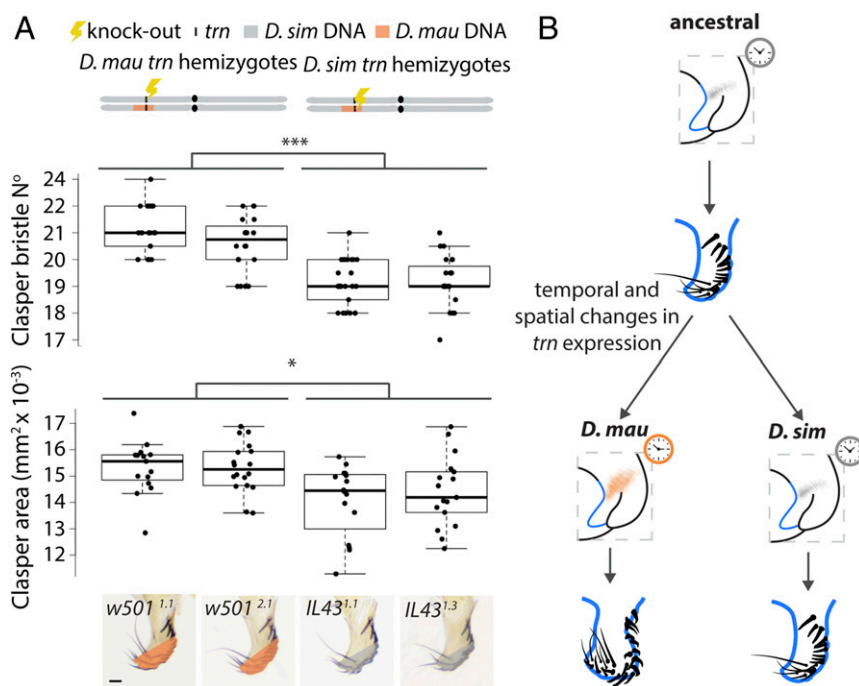 A
knock-out trn D. sim DNA D. mau DNA
D. mau trn hemizygotes D. sim trn hemizygotes
***
Clasper bristle Nº
24
22
21
20
19
18
17
*
Clasper area (mm² x 10⁻³)
17
16
15
14
13
12
w501 1.1 w501 2.1 IL43 1.1 IL43 1.3
B
ancestral
temporal and
spatial changes in
trn expression
D. mau D. sim